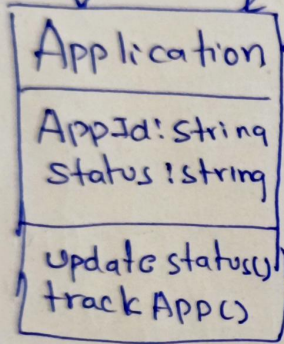 Application
AppId: String
status: string
update status()
track App()